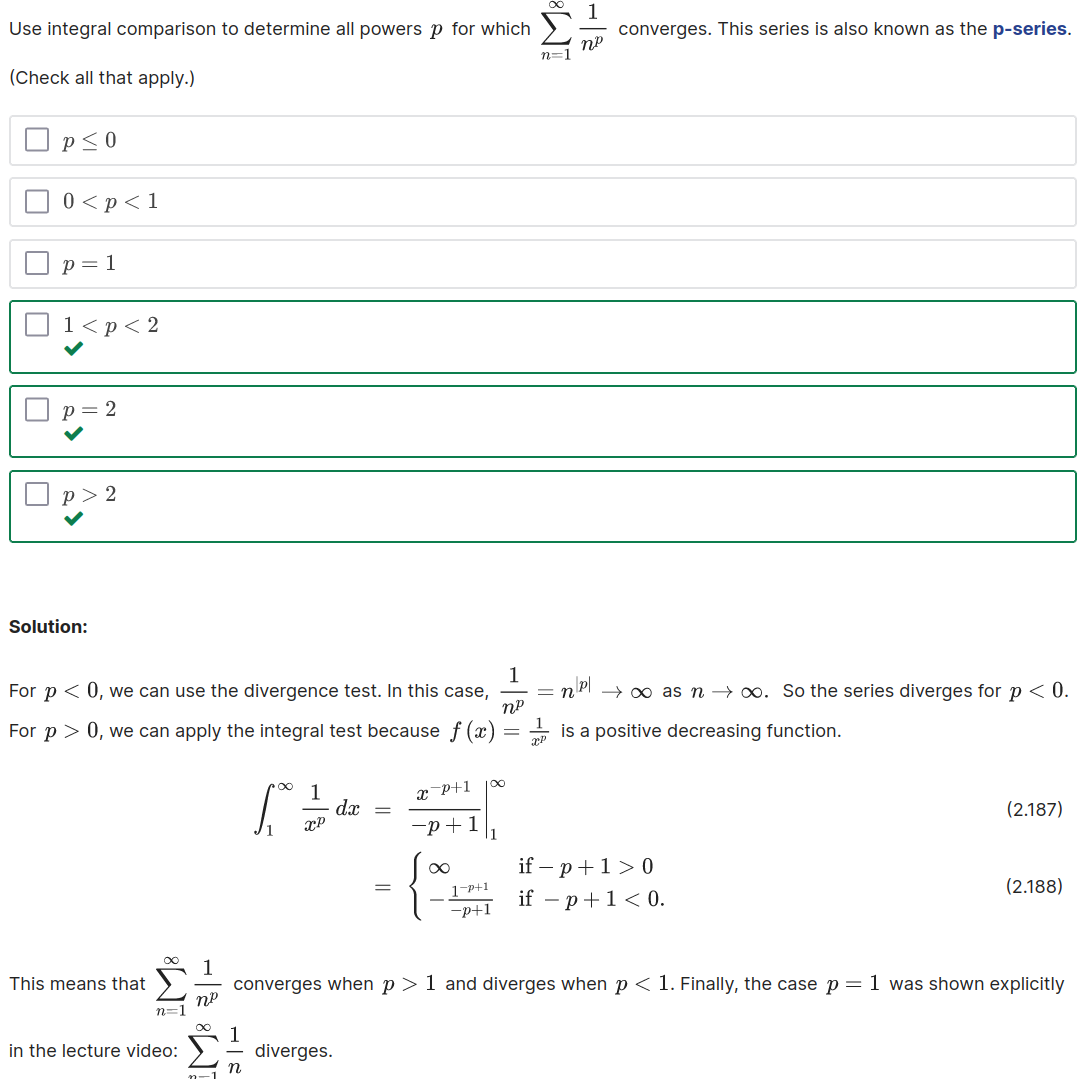 Use integral comparison to determine all powers $p$ for which $\sum_{n=1}^{\infty} \frac{1}{n^p}$ converges. This series is also known as the p-series.
(Check all that apply.)
$p \leq 0$
$0 < p < 1$
$p = 1$
$1 < p < 2$
$p = 2$
$p > 2$
Solution:
For $p < 0$, we can use the divergence test. In this case, $\frac{1}{n^p} = n^{|p|} \to \infty$ as $n \to \infty$. So the series diverges for $p < 0$.
For $p > 0$, we can apply the integral test because $f(x) = \frac{1}{x^p}$ is a positive decreasing function.
$\int_1^{\infty} \frac{1}{x^p} \, dx = \left. \frac{x^{-p+1}}{-p+1} \right|_1^{\infty}$ (2.187)
$= \begin{cases} \infty & \text{if} -p+1 > 0 \\ -\frac{1^{-p+1}}{-p+1} & \text{if } -p+1 < 0. \end{cases}$ (2.188)
This means that $\sum_{n=1}^{\infty} \frac{1}{n^p}$ converges when $p > 1$ and diverges when $p < 1$. Finally, the case $p = 1$ was shown explicitly
in the lecture video: $\sum_{n=1}^{\infty} \frac{1}{n}$ diverges.